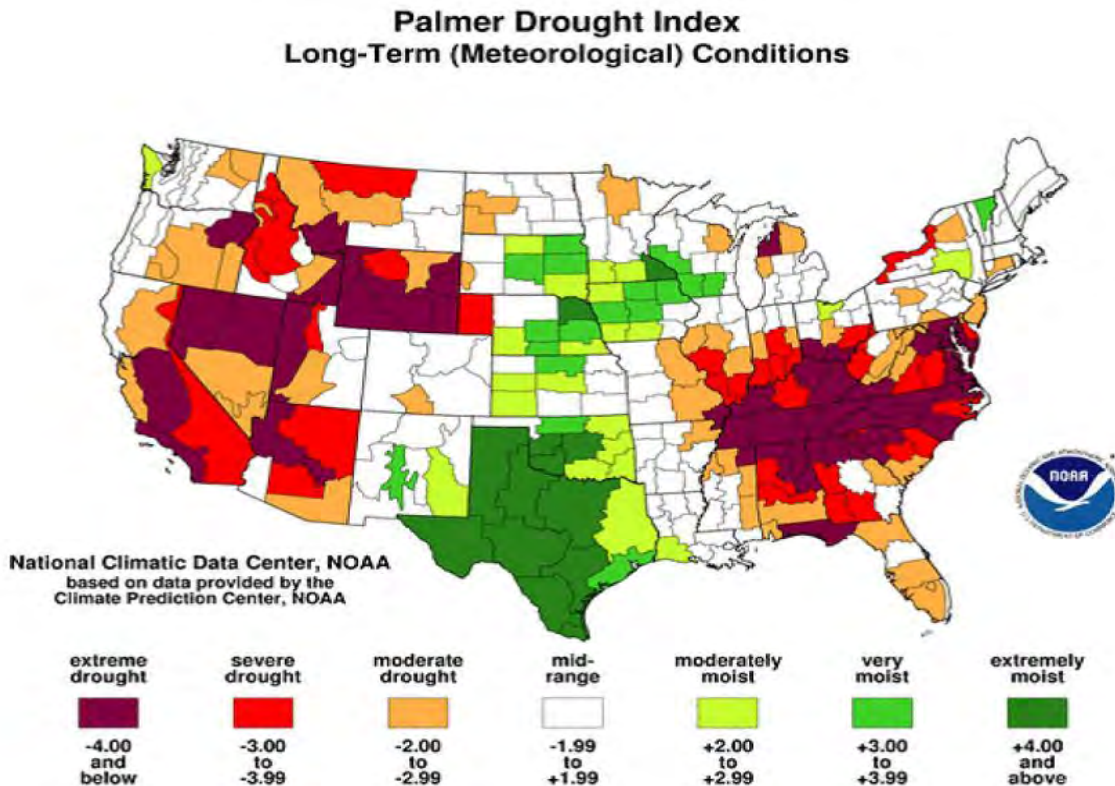 Palmer Drought Index
Long-Term (Meteorological) Conditions
NOAA
National Climatic Data Center, NOAA
based on data provided by the
Climate Prediction Center, NOAA
extreme
drought
severe
drought
moderate
drought
mid-
range
moderately
moist
very
moist
extremely
moist
-4.00
and
below
-3.00
to
-3.99
-2.00
to
-2.99
-1.99
to
+1.99
+2.00
to
+2.99
+3.00
to
+3.99
+4.00
and
above